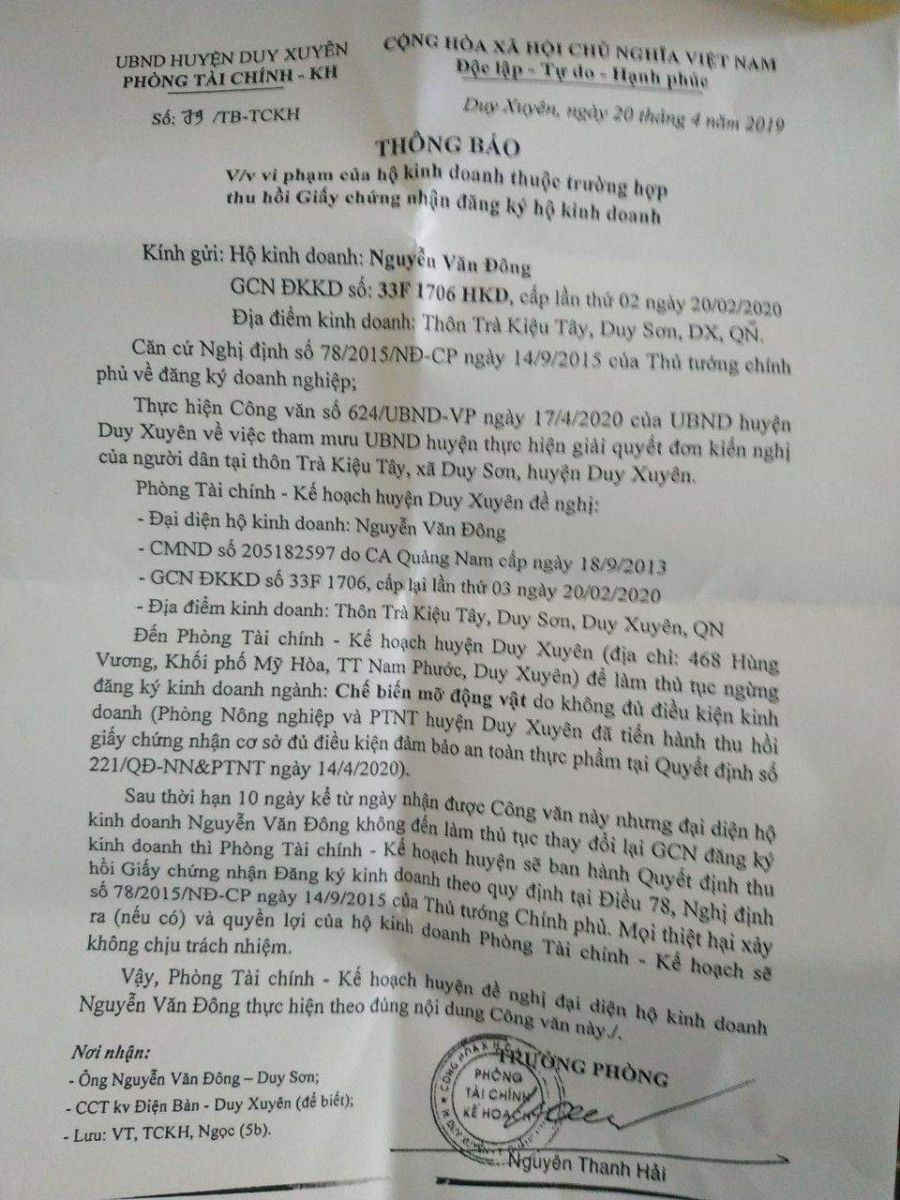 UBND HUYỆN DUY XUYÊN
PHÒNG TÀI CHÍNH - KH
Số: 79 /TB-TCKH
CỘNG HÒA XÃ HỘI CHỦ NGHĨA VIỆT NAM
Độc lập - Tự do - Hạnh phúc
Duy Xuyên, ngày 20 tháng 4 năm 2019
THÔNG BÁO
V/v vi phạm của hộ kinh doanh thuộc trường hợp
thu hồi Giấy chứng nhận đăng ký hộ kinh doanh
Kính gửi: Hộ kinh doanh: Nguyễn Văn Đông
GCN ĐKKD số: 33F 1706 HKD, cấp lần thứ 02 ngày 20/02/2020
Địa điểm kinh doanh: Thôn Trà Kiệu Tây, Duy Sơn, DX, QN.
Căn cứ Nghị định số 78/2015/NĐ-CP ngày 14/9/2015 của Thủ tướng chính
phủ về đăng ký doanh nghiệp;
Thực hiện Công văn số 624/UBND-VP ngày 17/4/2020 của UBND huyện
Duy Xuyên về việc tham mưu UBND huyện thực hiện giải quyết đơn kiến nghị
của người dân tại thôn Trà Kiệu Tây, xã Duy Sơn, huyện Duy Xuyên.
Phòng Tài chính - Kế hoạch huyện Duy Xuyên đề nghị:
- Đại diện hộ kinh doanh: Nguyễn Văn Đông
- CMND số 205182597 do CA Quảng Nam cấp ngày 18/9/2013
- GCN ĐKKD số 33F 1706, cấp lại lần thứ 03 ngày 20/02/2020
- Địa điểm kinh doanh: Thôn Trà Kiệu Tây, Duy Sơn, Duy Xuyên, QN
Đến Phòng Tài chính - Kế hoạch huyện Duy Xuyên (địa chỉ: 468 Hùng
Vương, Khối phố Mỹ Hòa, TT Nam Phước, Duy Xuyên) để làm thủ tục ngừng
đăng ký kinh doanh ngành: Chế biến mỡ động vật do không đủ điều kiện kinh
doanh (Phòng Nông nghiệp và PTNT huyện Duy Xuyên đã tiến hành thu hồi
giấy chứng nhận cơ sở đủ điều kiện đảm bảo an toàn thực phẩm tại Quyết định số
221/QĐ-NN&PTNT ngày 14/4/2020).
Sau thời hạn 10 ngày kể từ ngày nhận được Công văn này nhưng đại diện hộ
kinh doanh Nguyễn Văn Đông không đến làm thủ tục thay đổi lại GCN đăng ký
kinh doanh thì Phòng Tài chính - Kế hoạch huyện sẽ ban hành Quyết định thu
hồi Giấy chứng nhận Đăng ký kinh doanh theo quy định tại Điều 78, Nghị định
số 78/2015/NĐ-CP ngày 14/9/2015 của Thủ tướng Chính phủ. Mọi thiệt hại xảy
ra (nếu có) và quyền lợi của hộ kinh doanh Phòng Tài chính - Kế hoạch sẽ
không chịu trách nhiệm.
Vậy, Phòng Tài chính - Kế hoạch huyện đề nghị đại diện hộ kinh doanh
Nguyễn Văn Đông thực hiện theo đúng nội dung Công văn này./.
Nơi nhận:
- Ông Nguyễn Văn Đông – Duy Sơn;
- CCT kv Điện Bàn - Duy Xuyên (để biết);
- Lưu: VT, TCKH, Ngọc (5b).
TRƯỞNG PHÒNG
PHÒNG
TÀI CHÍNH
KẾ HOẠCH
Nguyễn Thanh Hải